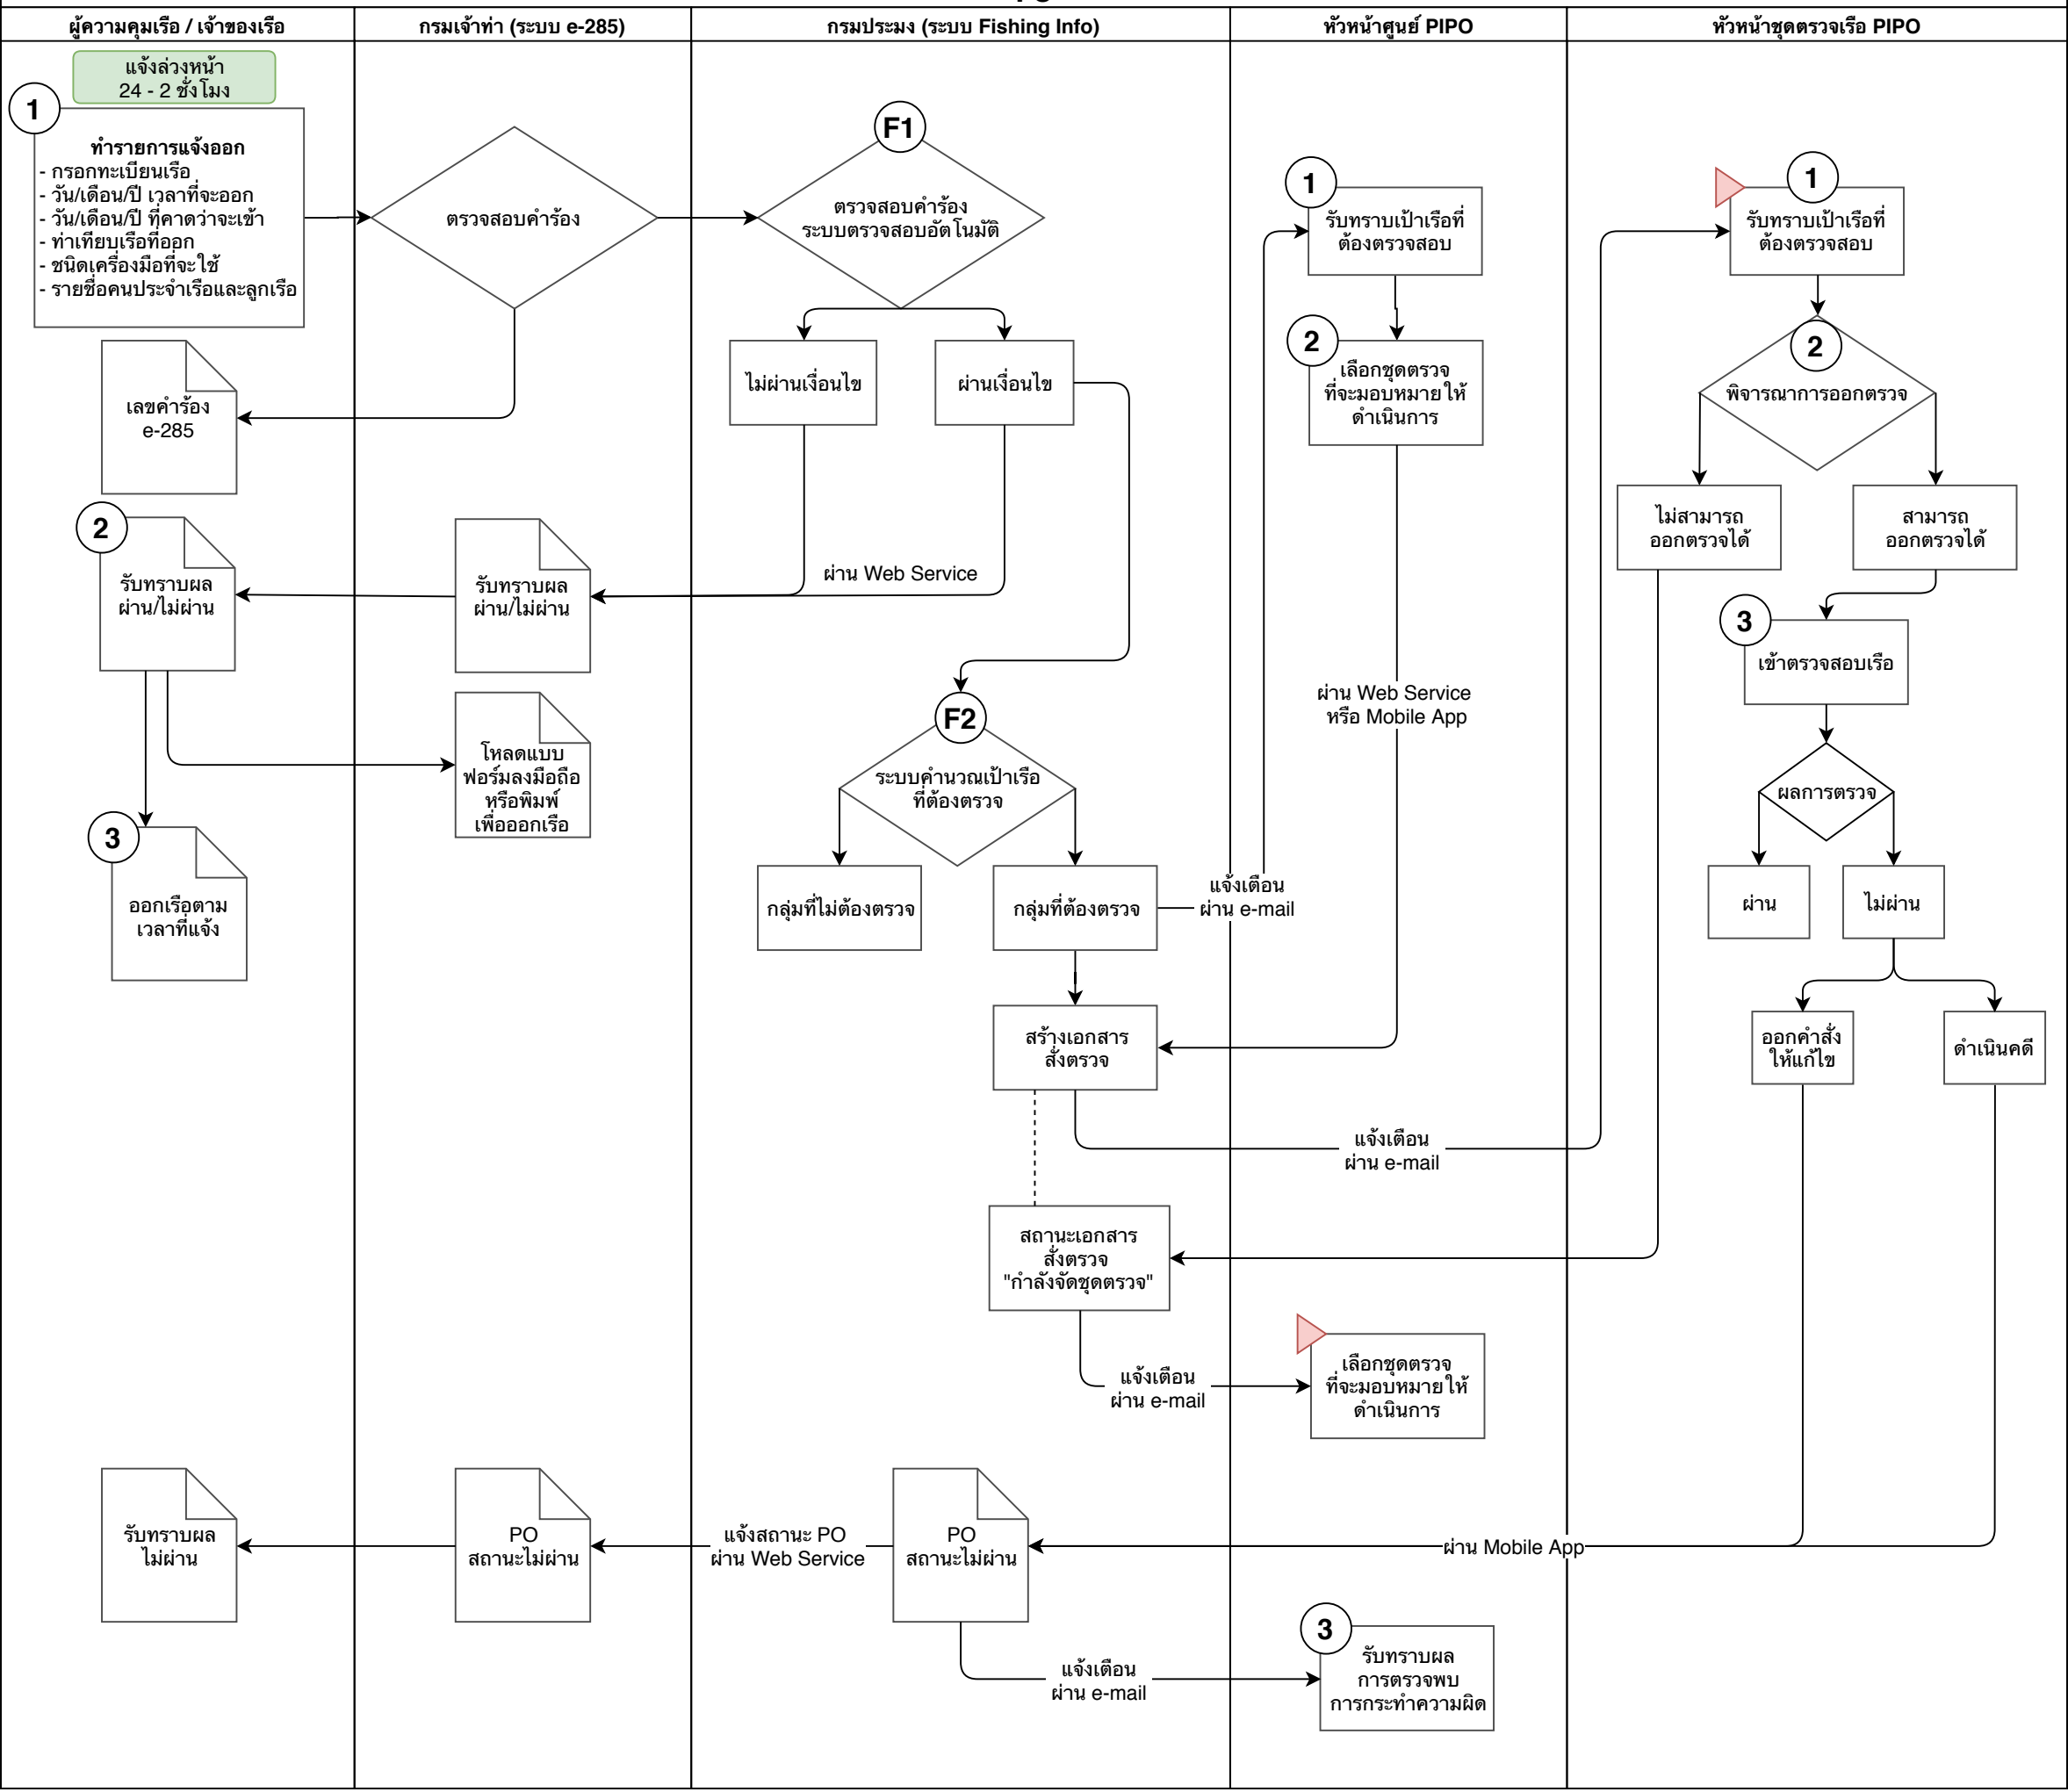 ผู้ความคุมเรือ / เจ้าของเรือ
กรมเจ้าท่า (ระบบ e-285)
กรมประมง (ระบบ Fishing Info)
หัวหน้าศูนย์ PIPO
หัวหน้าชุดตรวจเรือ PIPO
แจ้งล่วงหน้า
24 - 2 ชั่วโมง
1
ทำรายการแจ้งออก
- กรอกทะเบียนเรือ
- วัน/เดือน/ปี เวลาที่จะออก
- วัน/เดือน/ปี ที่คาดว่าจะเข้า
- ท่าเทียบเรือที่ออก
- ชนิดเครื่องมือที่จะใช้
- รายชื่อคนประจำเรือและลูกเรือ
ตรวจสอบคำร้อง
F1
ตรวจสอบคำร้อง
ระบบตรวจสอบอัตโนมัติ
1
รับทราบเป้าเรือที่
ต้องตรวจสอบ
1
รับทราบเป้าเรือที่
ต้องตรวจสอบ
เลขคำร้อง
e-285
ไม่ผ่านเงื่อนไข
ผ่านเงื่อนไข
2
เลือกชุดตรวจ
ที่จะมอบหมายให้
ดำเนินการ
2
พิจารณาการออกตรวจ
ไม่สามารถ
ออกตรวจได้
สามารถ
ออกตรวจได้
2
รับทราบผล
ผ่าน/ไม่ผ่าน
รับทราบผล
ผ่าน/ไม่ผ่าน
ผ่าน Web Service
3
เข้าตรวจสอบเรือ
ผ่าน Web Service
หรือ Mobile App
โหลดแบบ
ฟอร์มลงมือถือ
หรือพิมพ์
เพื่อออกเรือ
F2
ระบบคำนวณเป้าเรือ
ที่ต้องตรวจ
ผลการตรวจ
3
ออกเรือตาม
เวลาที่แจ้ง
กลุ่มที่ไม่ต้องตรวจ
กลุ่มที่ต้องตรวจ
แจ้งเตือน
ผ่าน e-mail
ผ่าน
ไม่ผ่าน
สร้างเอกสาร
สั่งตรวจ
ออกคำสั่ง
ให้แก้ไข
ดำเนินคดี
แจ้งเตือน
ผ่าน e-mail
สถานะเอกสาร
สั่งตรวจ
"กำลังจัดชุดตรวจ"
แจ้งเตือน
ผ่าน e-mail
เลือกชุดตรวจ
ที่จะมอบหมายให้
ดำเนินการ
รับทราบผล
ไม่ผ่าน
PO
สถานะไม่ผ่าน
แจ้งสถานะ PO
ผ่าน Web Service
PO
สถานะไม่ผ่าน
ผ่าน Mobile App
แจ้งเตือน
ผ่าน e-mail
3
รับทราบผล
การตรวจพบ
การกระทำความผิด